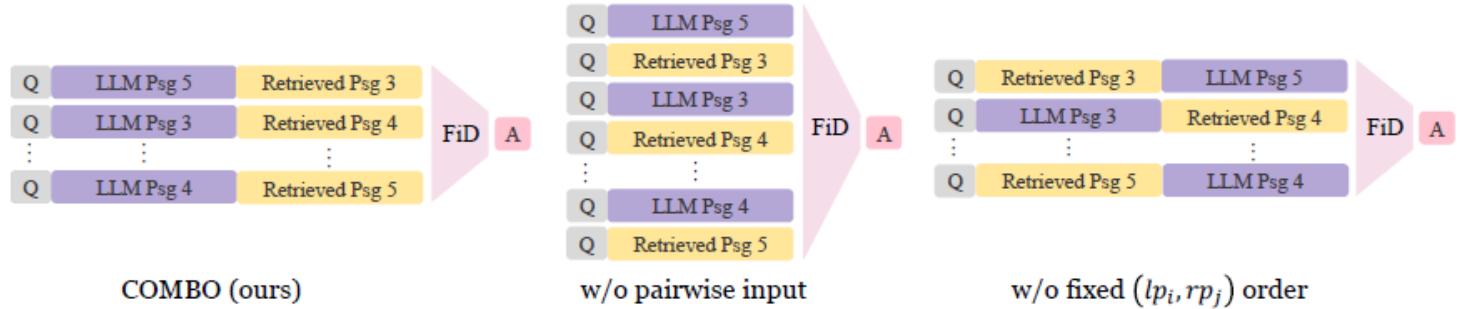 Q LLM Psg 5 Retrieved Psg 3
Q LLM Psg 3 Retrieved Psg 4
⋮ ⋮ ⋮
Q LLM Psg 4 Retrieved Psg 5
FiD
A
COMBO (ours)
Q LLM Psg 5
Q Retrieved Psg 3
Q LLM Psg 3
Q Retrieved Psg 4
⋮ ⋮
Q LLM Psg 4
Q Retrieved Psg 5
FiD
A
w/o pairwise input
Q Retrieved Psg 3 LLM Psg 5
Q LLM Psg 3 Retrieved Psg 4
⋮ ⋮ ⋮
Q Retrieved Psg 5 LLM Psg 4
FiD
A
w/o fixed (lp_i, rp_j) order